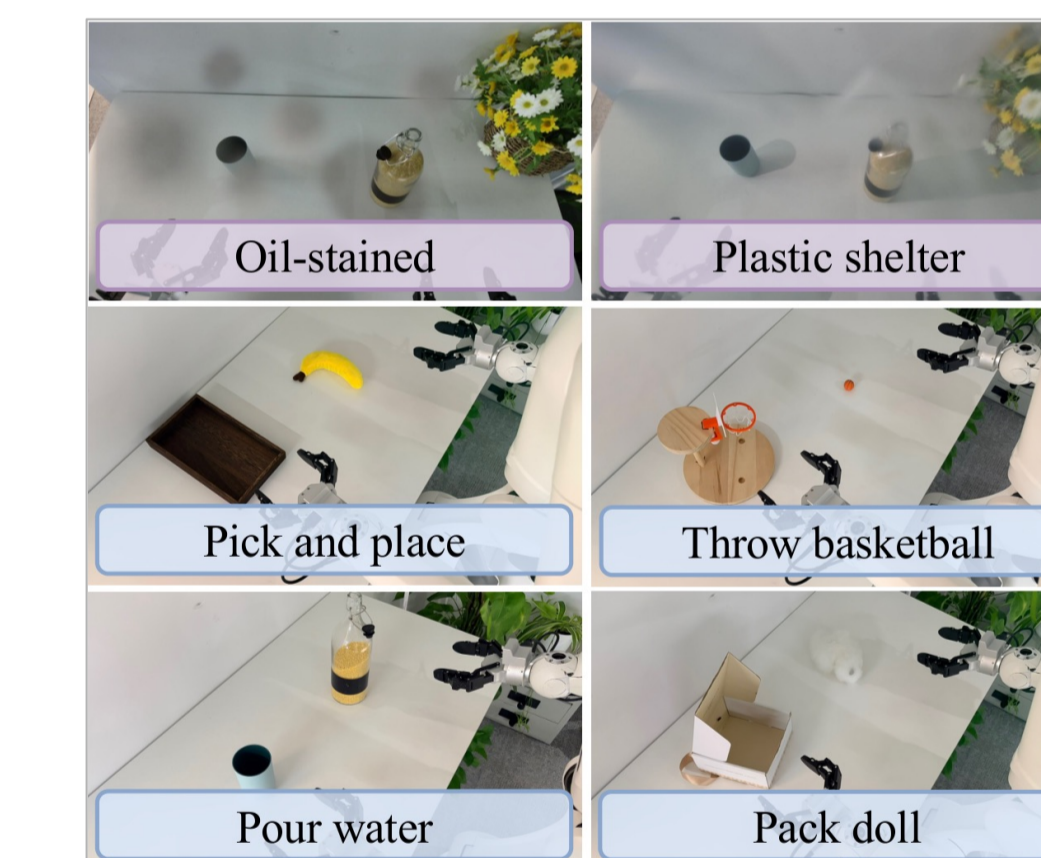 Oil-stained
Plastic shelter
Pick and place
Throw basketball
Pour water
Pack doll